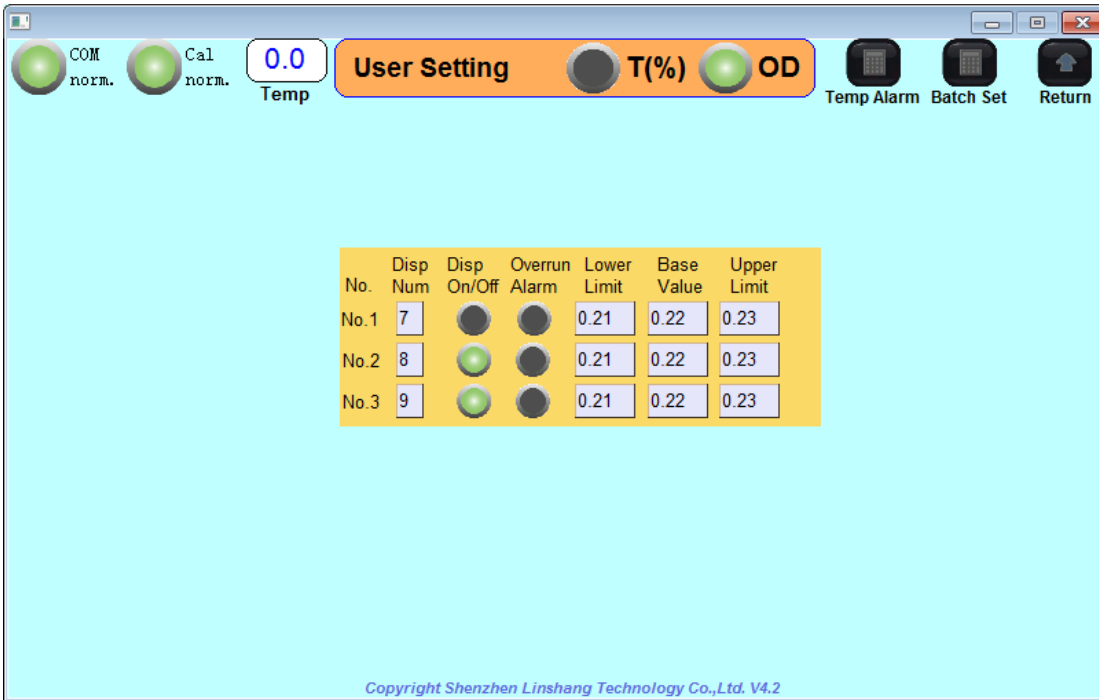 COM
norm.
Cal
norm.
0.0
Temp
User Setting T(%) OD
Temp Alarm Batch Set Return
No. Disp Num Disp On/Off Overrun Alarm Lower Limit Base Value Upper Limit
No.1 7 0.21 0.22 0.23
No.2 8 0.21 0.22 0.23
No.3 9 0.21 0.22 0.23
Copyright Shenzhen Linshang Technology Co.,Ltd. V4.2